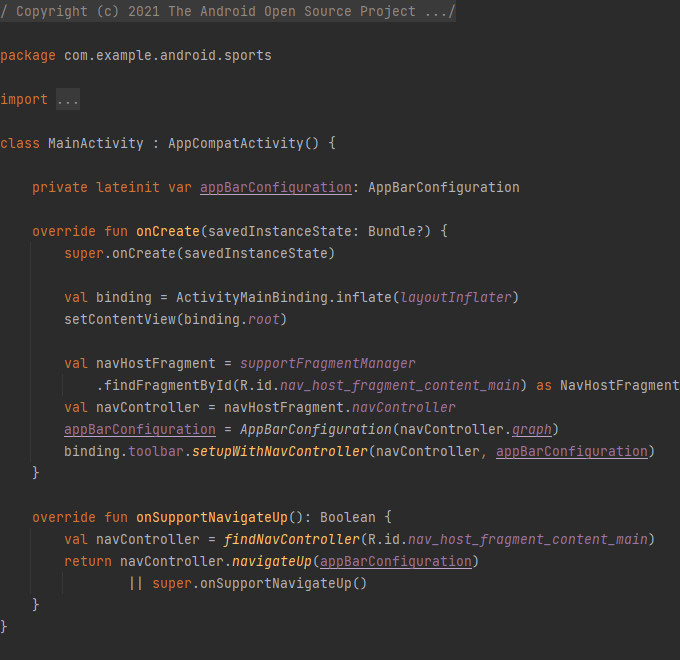 / Copyright (c) 2021 The Android Open Source Project .../
package com.example.android.sports
import ...
class MainActivity : AppCompatActivity() {
private lateinit var appBarConfiguration: AppBarConfiguration
override fun onCreate(savedInstanceState: Bundle?) {
super.onCreate(savedInstanceState)
val binding = ActivityMainBinding.inflate(layoutInflater)
setContentView(binding.root)
val navHostFragment = supportFragmentManager
.findFragmentById(R.id.nav_host_fragment_content_main) as NavHostFragment
val navController = navHostFragment.navController
appBarConfiguration = AppBarConfiguration(navController.graph)
binding.toolbar.setupWithNavController(navController, appBarConfiguration)
}
override fun onSupportNavigateUp(): Boolean {
val navController = findNavController(R.id.nav_host_fragment_content_main)
return navController.navigateUp(appBarConfiguration)
|| super.onSupportNavigateUp()
}
}